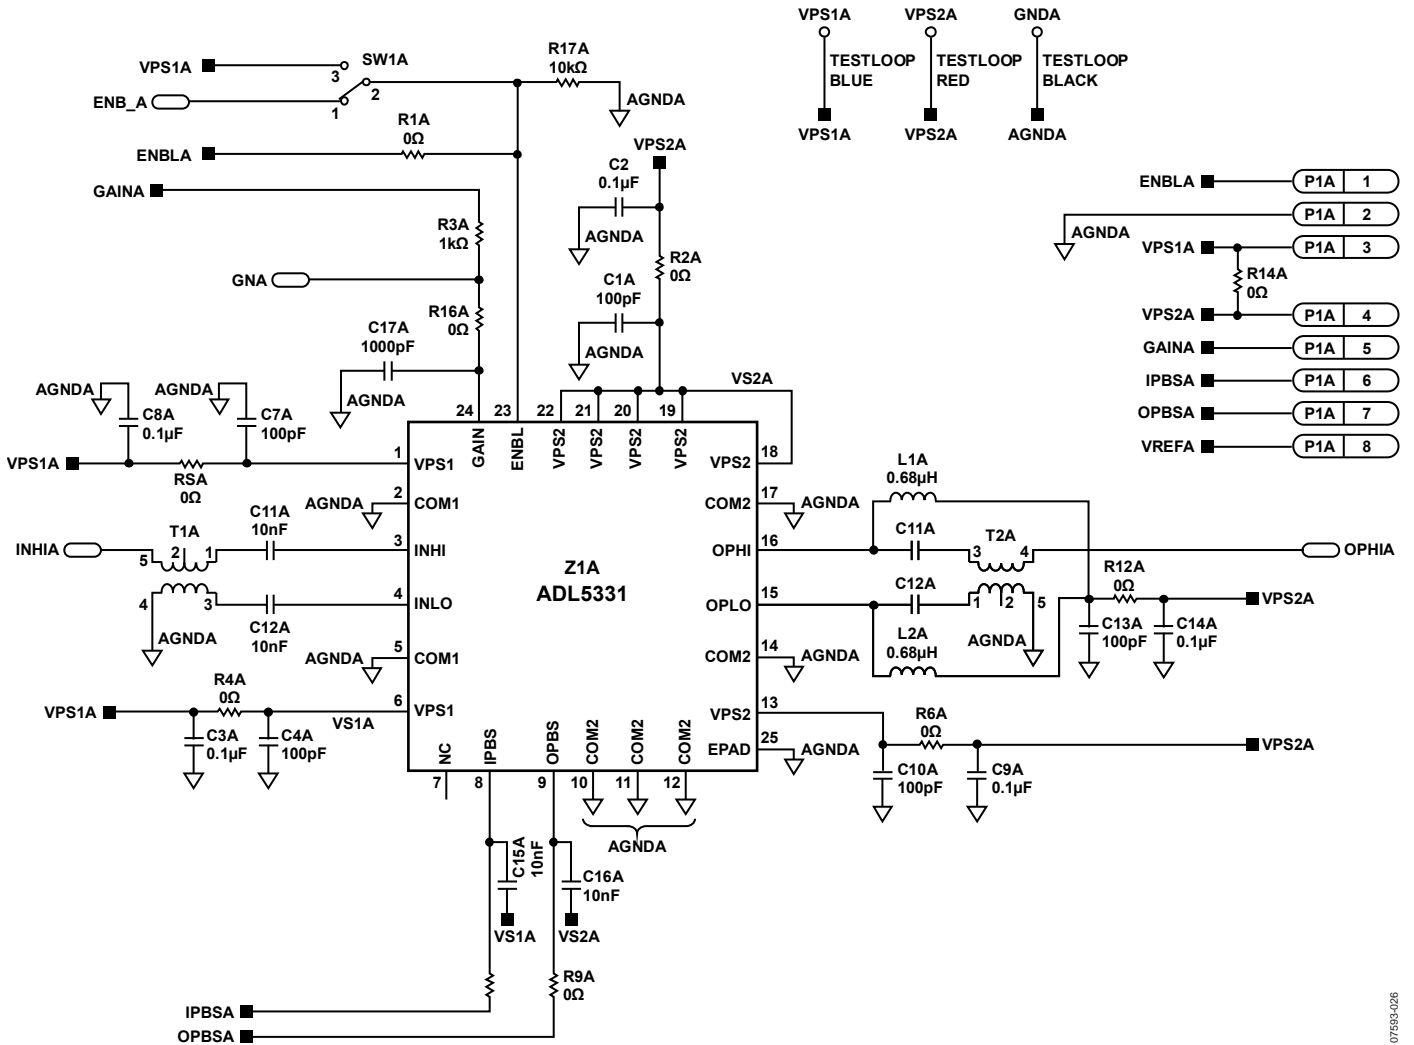 VPS1A
VPS2A
GNDA
TESTLOOP
BLUE
TESTLOOP
RED
TESTLOOP
BLACK
VPS1A
VPS2A
AGNDA
VPS1A
3
SW1A
2
ENB_A
1
R17A
10kΩ
AGNDA
R1A
0Ω
ENBLA
GAINA
R3A
1kΩ
GNA
R16A
0Ω
C17A
1000pF
AGNDA
VPS2A
C2
0.1µF
AGNDA
R2A
0Ω
C1A
100pF
AGNDA
VS2A
ENBLA
P1A 1
P1A 2
AGNDA
VPS1A
P1A 3
R14A
0Ω
VPS2A
P1A 4
GAINA
P1A 5
IPBSA
P1A 6
OPBSA
P1A 7
VREFA
P1A 8
AGNDA
C8A
0.1µF
AGNDA
C7A
100pF
VPS1A
RSA
0Ω
24 23 22 21 20 19
GAIN
ENBL
VPS2
VPS2
VPS2
VPS2
1
VPS1
AGNDA
2
COM1
INHIA
T1A
5 2 1
C11A
10nF
3
INHI
4 3
AGNDA
C12A
10nF
4
INLO
AGNDA
5
COM1
VPS1A
R4A
0Ω
VS1A
6
VPS1
C3A
0.1µF
C4A
100pF
Z1A
ADL5331
VPS2
18
COM2
17
AGNDA
OPHI
16
OPLO
15
COM2
14
AGNDA
VPS2
13
EPAD
25
AGNDA
L1A
0.68µH
C11A
T2A
3 4
OPHIA
C12A
1 2 5
AGNDA
L2A
0.68µH
R12A
0Ω
VPS2A
C13A
100pF
C14A
0.1µF
R6A
0Ω
VPS2A
C10A
100pF
C9A
0.1µF
NC
IPBS
OPBS
COM2
COM2
COM2
7 8 9 10 11 12
AGNDA
C15A
10nF
VS1A
C16A
10nF
VS2A
R9A
0Ω
IPBSA
OPBSA
07593-026